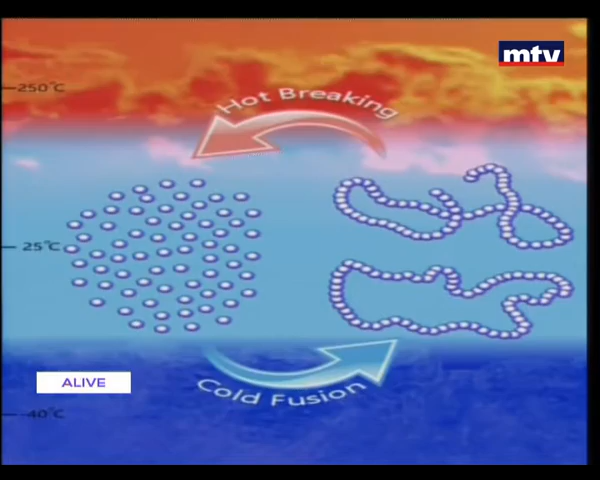 mtv
250°C
Hot Breaking
25°C
ALIVE
Cold Fusion
-40°C